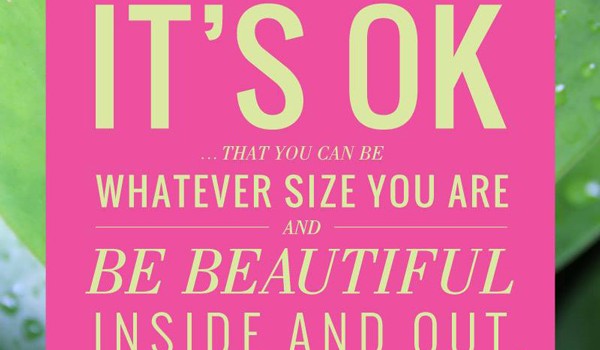 IT'S OK
...THAT YOU CAN BE
WHATEVER SIZE YOU ARE
AND
BE BEAUTIFUL
INSIDE AND OUT